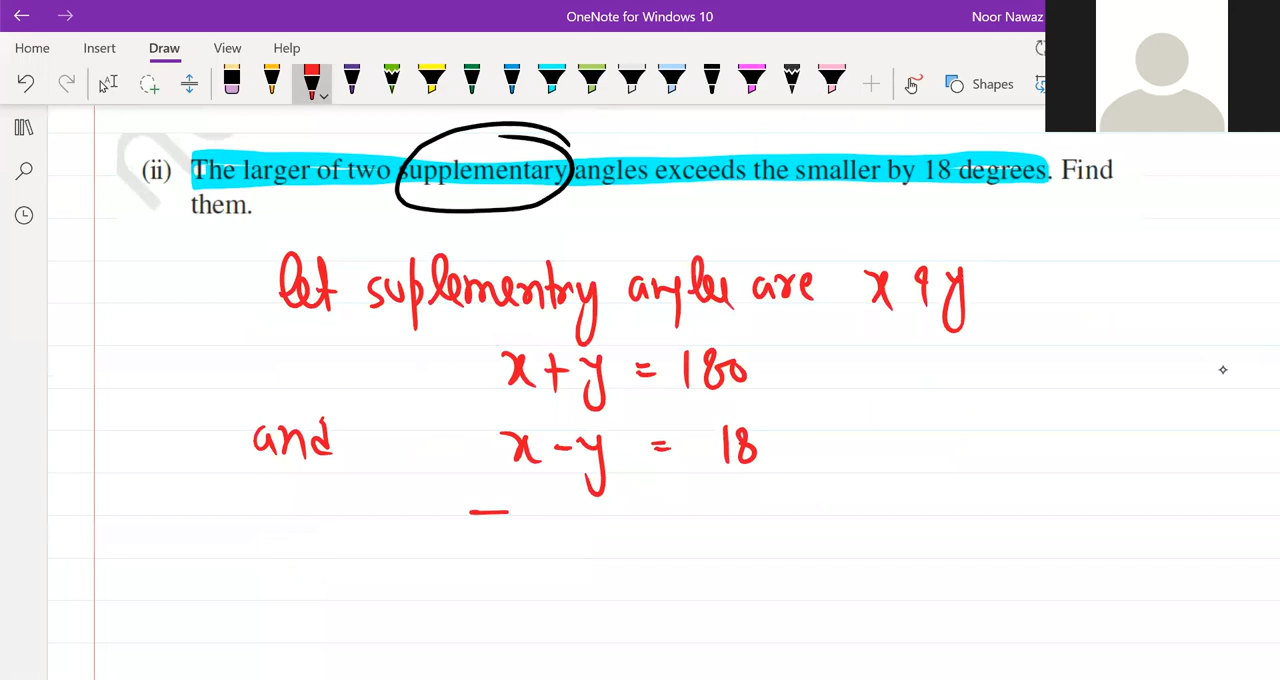 OneNote for Windows 10
Noor Nawaz
Home Insert Draw View Help
Shapes
(ii) The larger of two supplementary angles exceeds the smaller by 18 degrees. Find
them.
let suplementry angles are x & y
x + y = 180
and x - y = 18